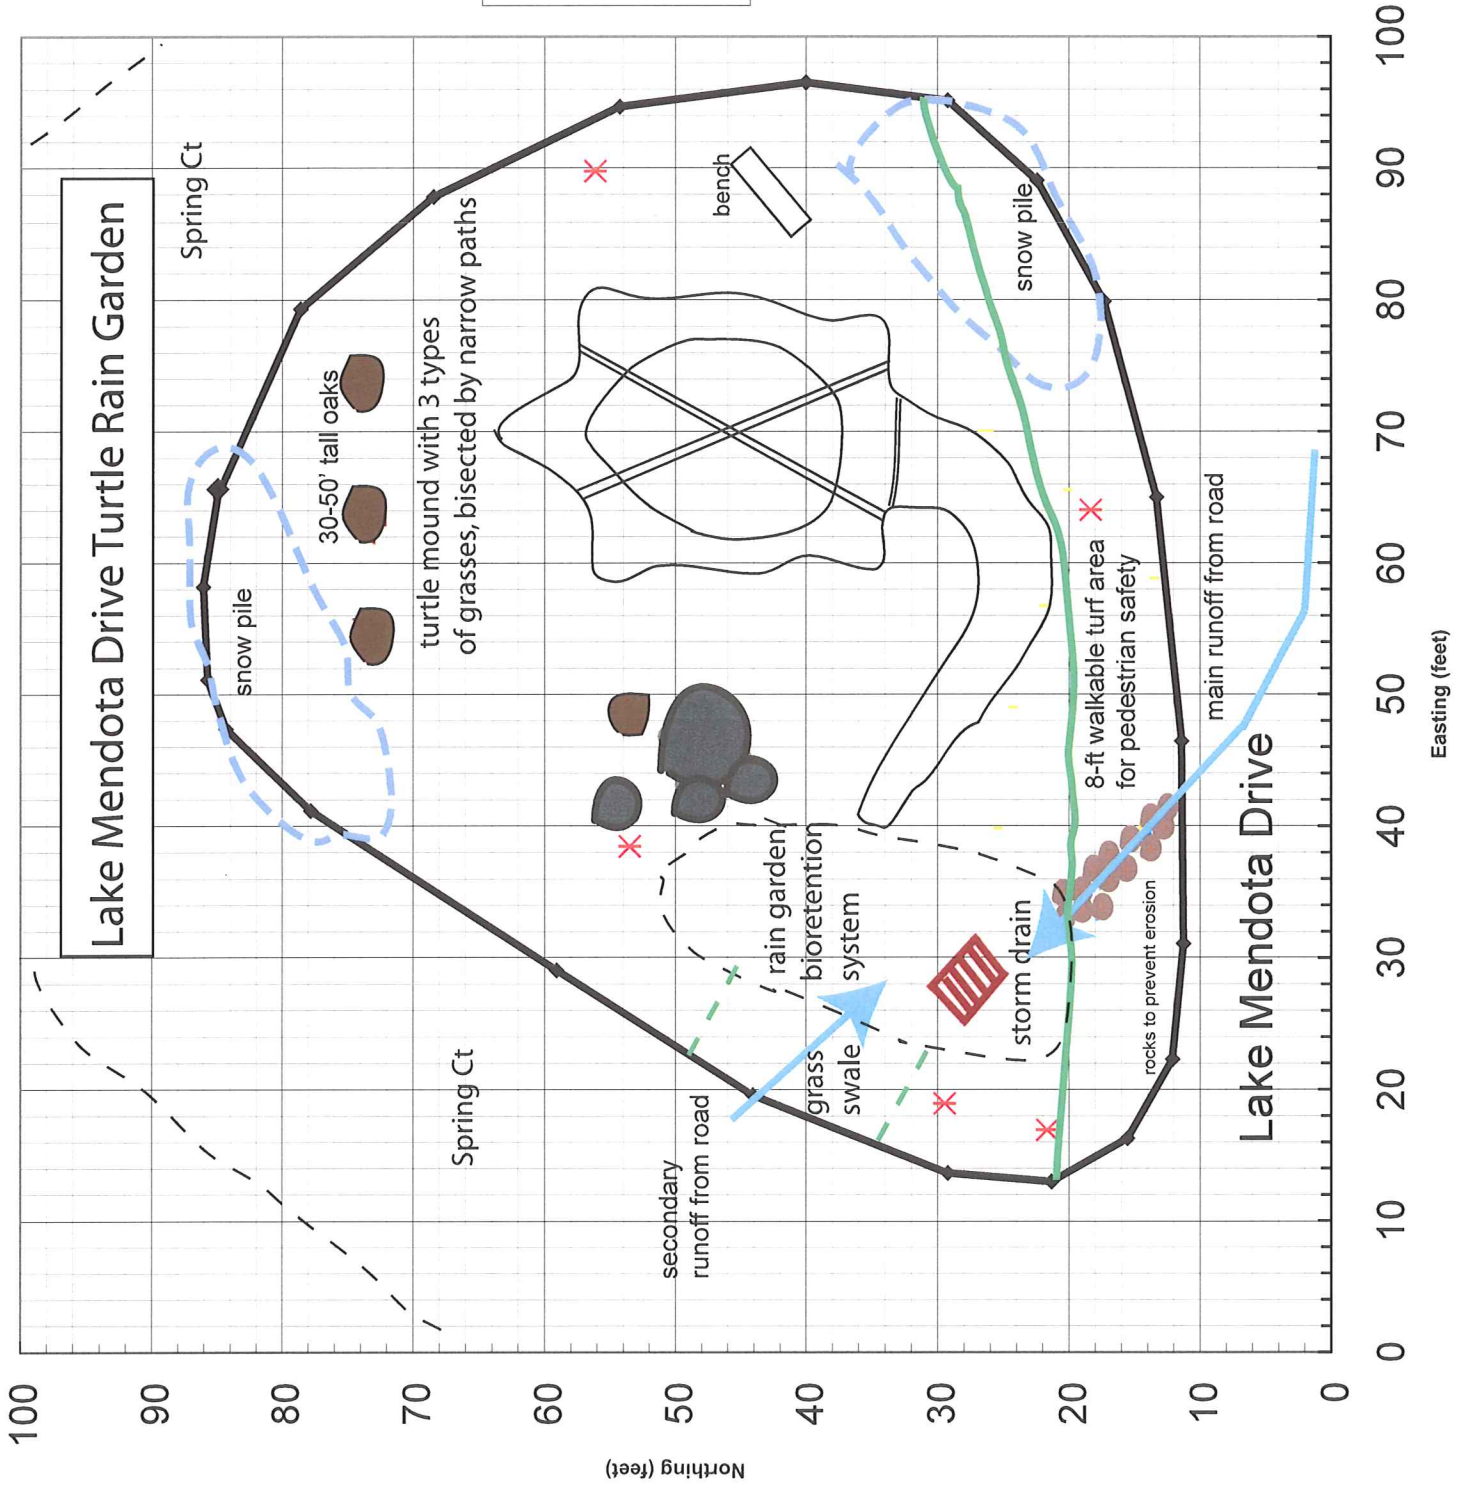 Lake Mendota Drive Turtle Rain Garden
Spring Ct
snow pile
30-50' tall oaks
turtle mound with 3 types
of grasses, bisected by narrow paths
bench
snow pile
Spring Ct
secondary
runoff from road
grass
swale
rain garden/
bioretention
system
storm drain
8-ft walkable turf area
for pedestrian safety
rocks to prevent erosion
main runoff from road
Lake Mendota Drive
Northing (feet)
100
90
80
70
60
50
40
30
20
10
0
0
10
20
30
40
50
60
70
80
90
100
Easting (feet)